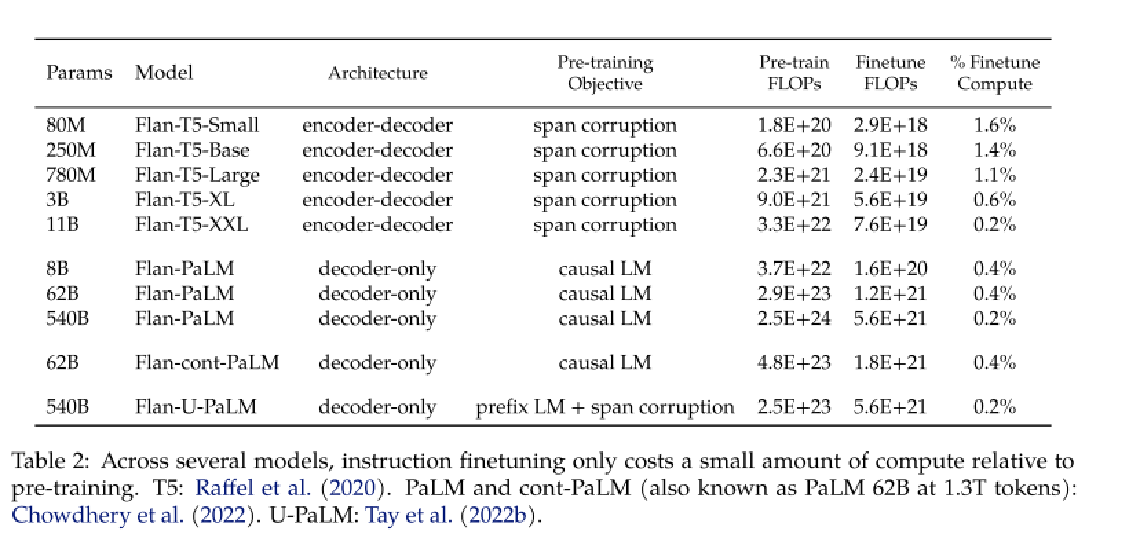 Params Model Architecture Pre-training Objective Pre-train FLOPs Finetune FLOPs % Finetune Compute
80M Flan-T5-Small encoder-decoder span corruption 1.8E+20 2.9E+18 1.6%
250M Flan-T5-Base encoder-decoder span corruption 6.6E+20 9.1E+18 1.4%
780M Flan-T5-Large encoder-decoder span corruption 2.3E+21 2.4E+19 1.1%
3B Flan-T5-XL encoder-decoder span corruption 9.0E+21 5.6E+19 0.6%
11B Flan-T5-XXL encoder-decoder span corruption 3.3E+22 7.6E+19 0.2%
8B Flan-PaLM decoder-only causal LM 3.7E+22 1.6E+20 0.4%
62B Flan-PaLM decoder-only causal LM 2.9E+23 1.2E+21 0.4%
540B Flan-PaLM decoder-only causal LM 2.5E+24 5.6E+21 0.2%
62B Flan-cont-PaLM decoder-only causal LM 4.8E+23 1.8E+21 0.4%
540B Flan-U-PaLM decoder-only prefix LM + span corruption 2.5E+23 5.6E+21 0.2%
Table 2: Across several models, instruction finetuning only costs a small amount of compute relative to
pre-training. T5: Raffel et al. (2020). PaLM and cont-PaLM (also known as PaLM 62B at 1.3T tokens):
Chowdhery et al. (2022). U-PaLM: Tay et al. (2022b).